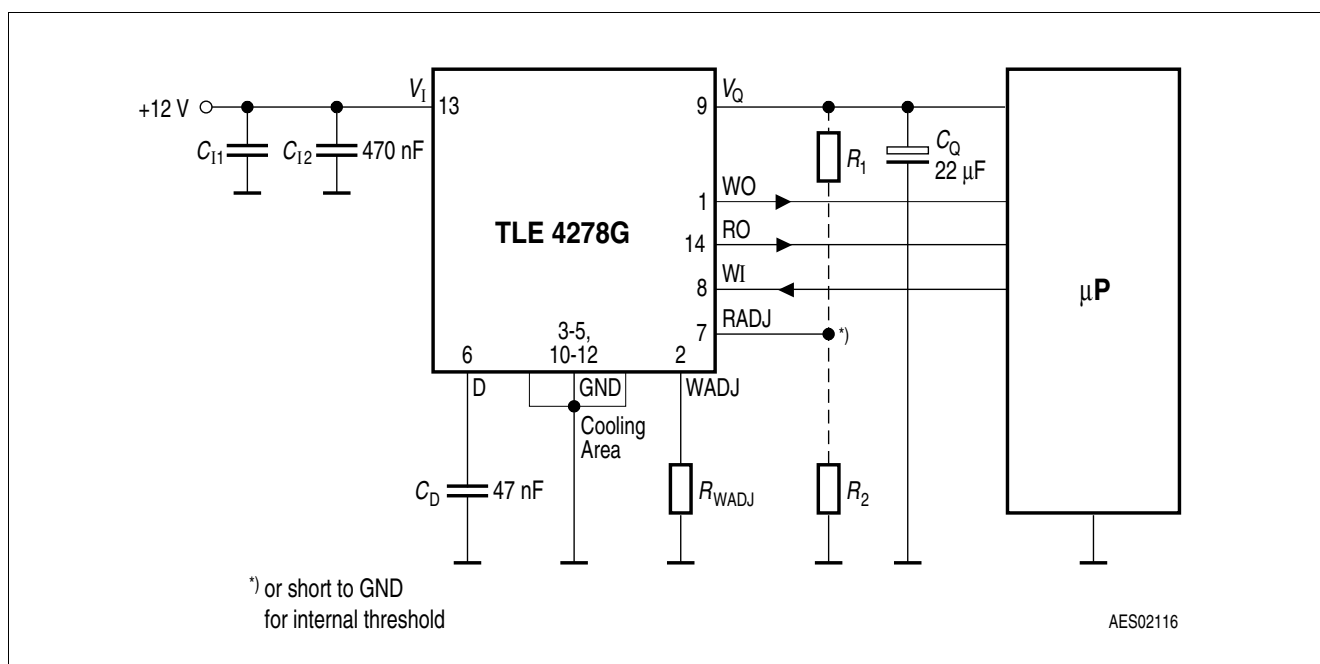 +12 V
V_I
13
C_I1
C_I2
470 nF
TLE 4278G
9
V_Q
R_1
C_Q
22 µF
1
WO
14
RO
8
WI
7
RADJ
*)
µP
6
D
3-5,
10-12
GND
2
WADJ
Cooling
Area
C_D
47 nF
R_WADJ
R_2
*) or short to GND
for internal threshold
AES02116